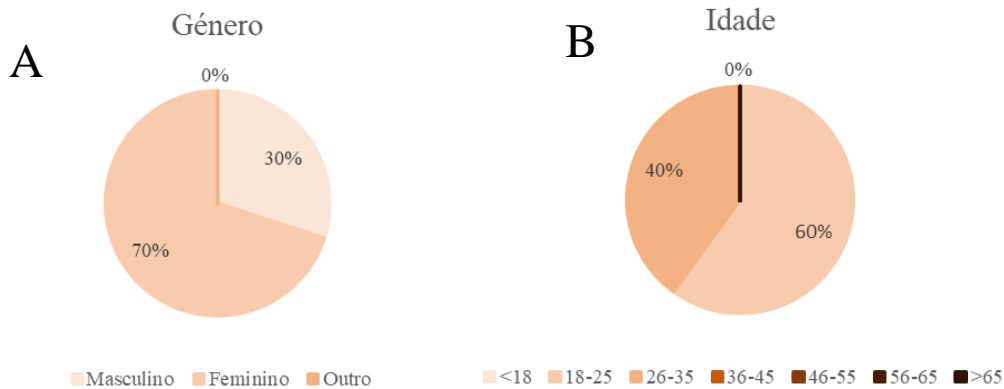 A
Género
0%
30%
70%
Masculino Feminino Outro
B
Idade
0%
40%
60%
<18 18-25 26-35 36-45 46-55 56-65 >65